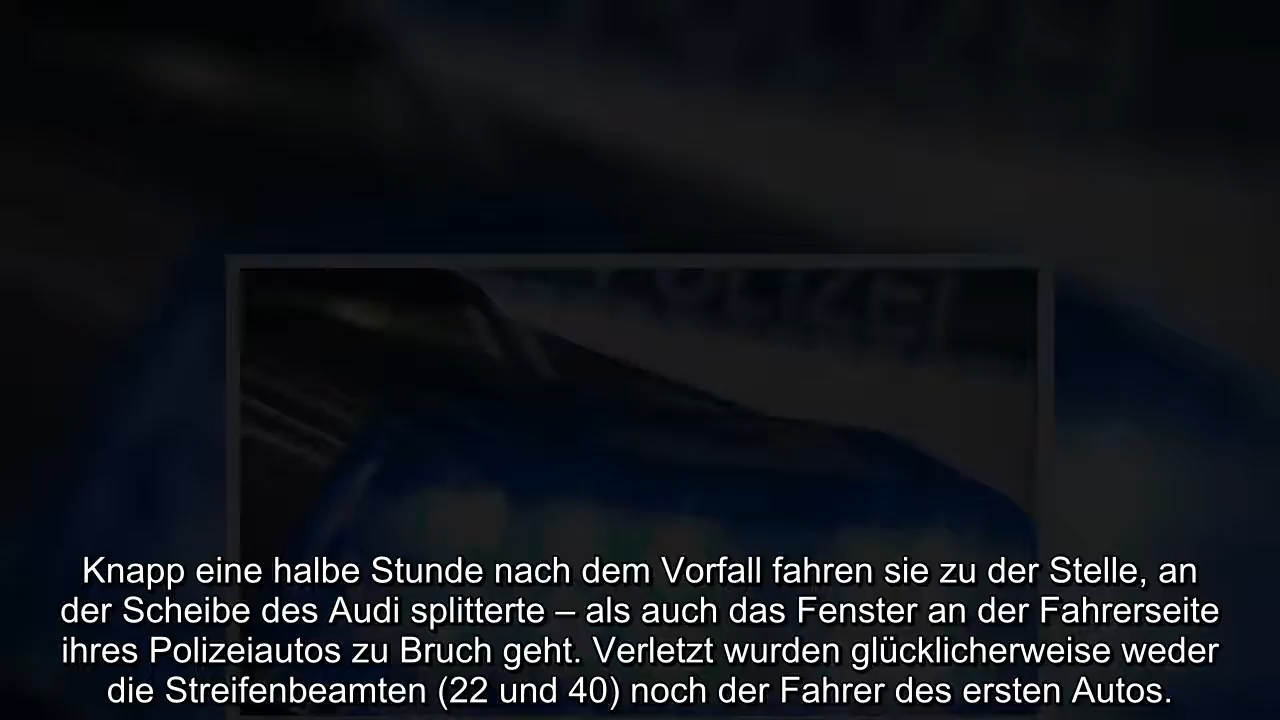 POLIZEI
Knapp eine halbe Stunde nach dem Vorfall fahren sie zu der Stelle, an
der Scheibe des Audi splitterte – als auch das Fenster an der Fahrerseite
ihres Polizeiautos zu Bruch geht. Verletzt wurden glücklicherweise weder
die Streifenbeamten (22 und 40) noch der Fahrer des ersten Autos.